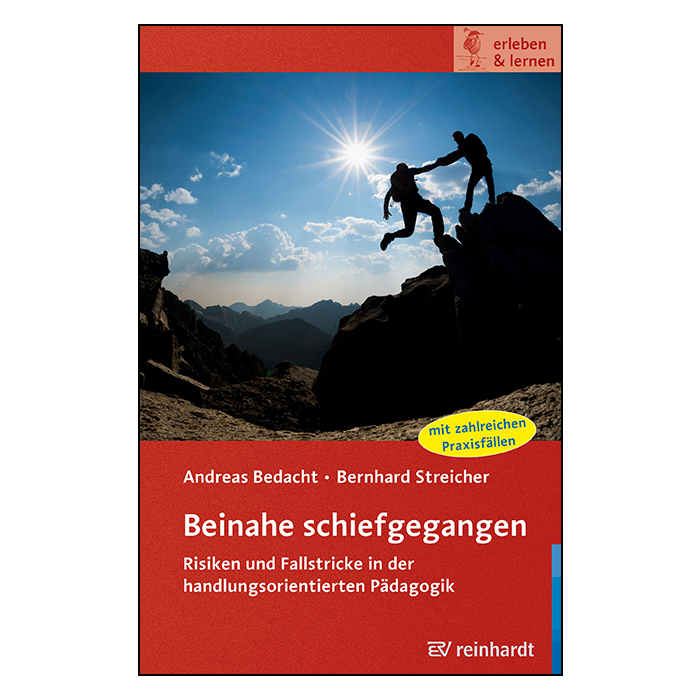 erleben
& lernen
mit zahlreichen
Praxisfällen
Andreas Bedacht • Bernhard Streicher
Beinahe schiefgegangen
Risiken und Fallstricke in der
handlungsorientierten Pädagogik
reinhardt